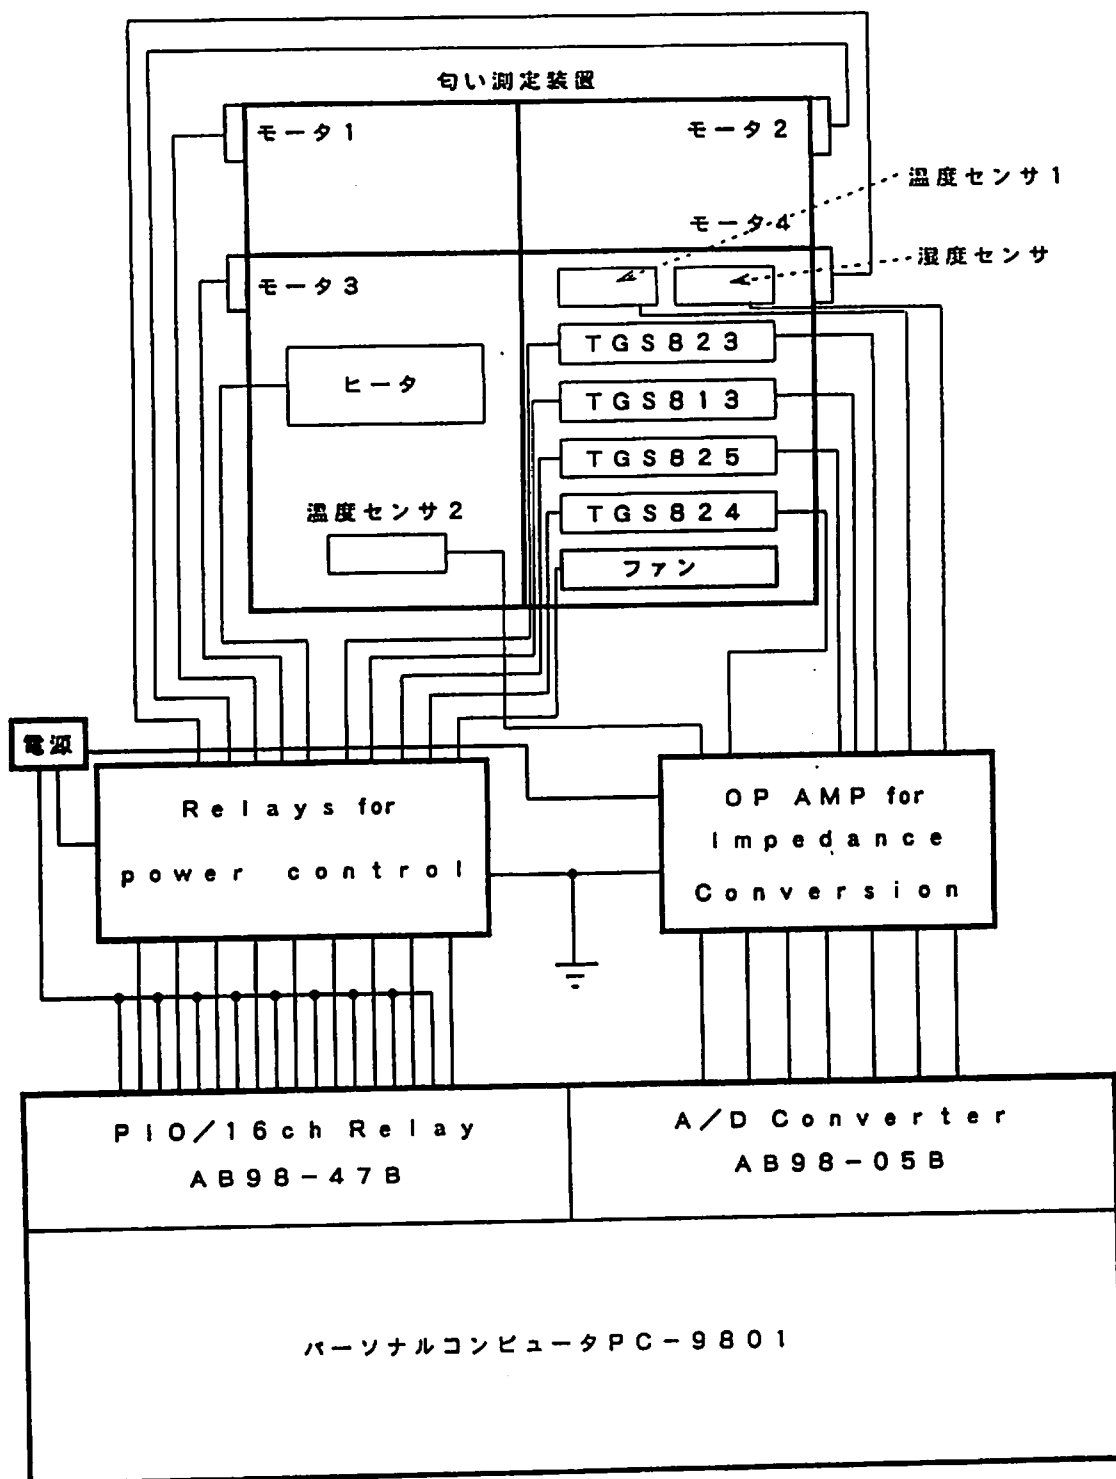 匂い測定装置
モータ1
モータ2
温度センサ1
モータ4
湿度センサ
モータ3
TGS823
ヒータ
TGS813
TGS825
温度センサ2
TGS824
ファン
電源
Relays for
power control
OP AMP for
Impedance
Conversion
PIO/16ch Relay
AB98-47B
A/D Converter
AB98-05B
パーソナルコンピュータPC-9801